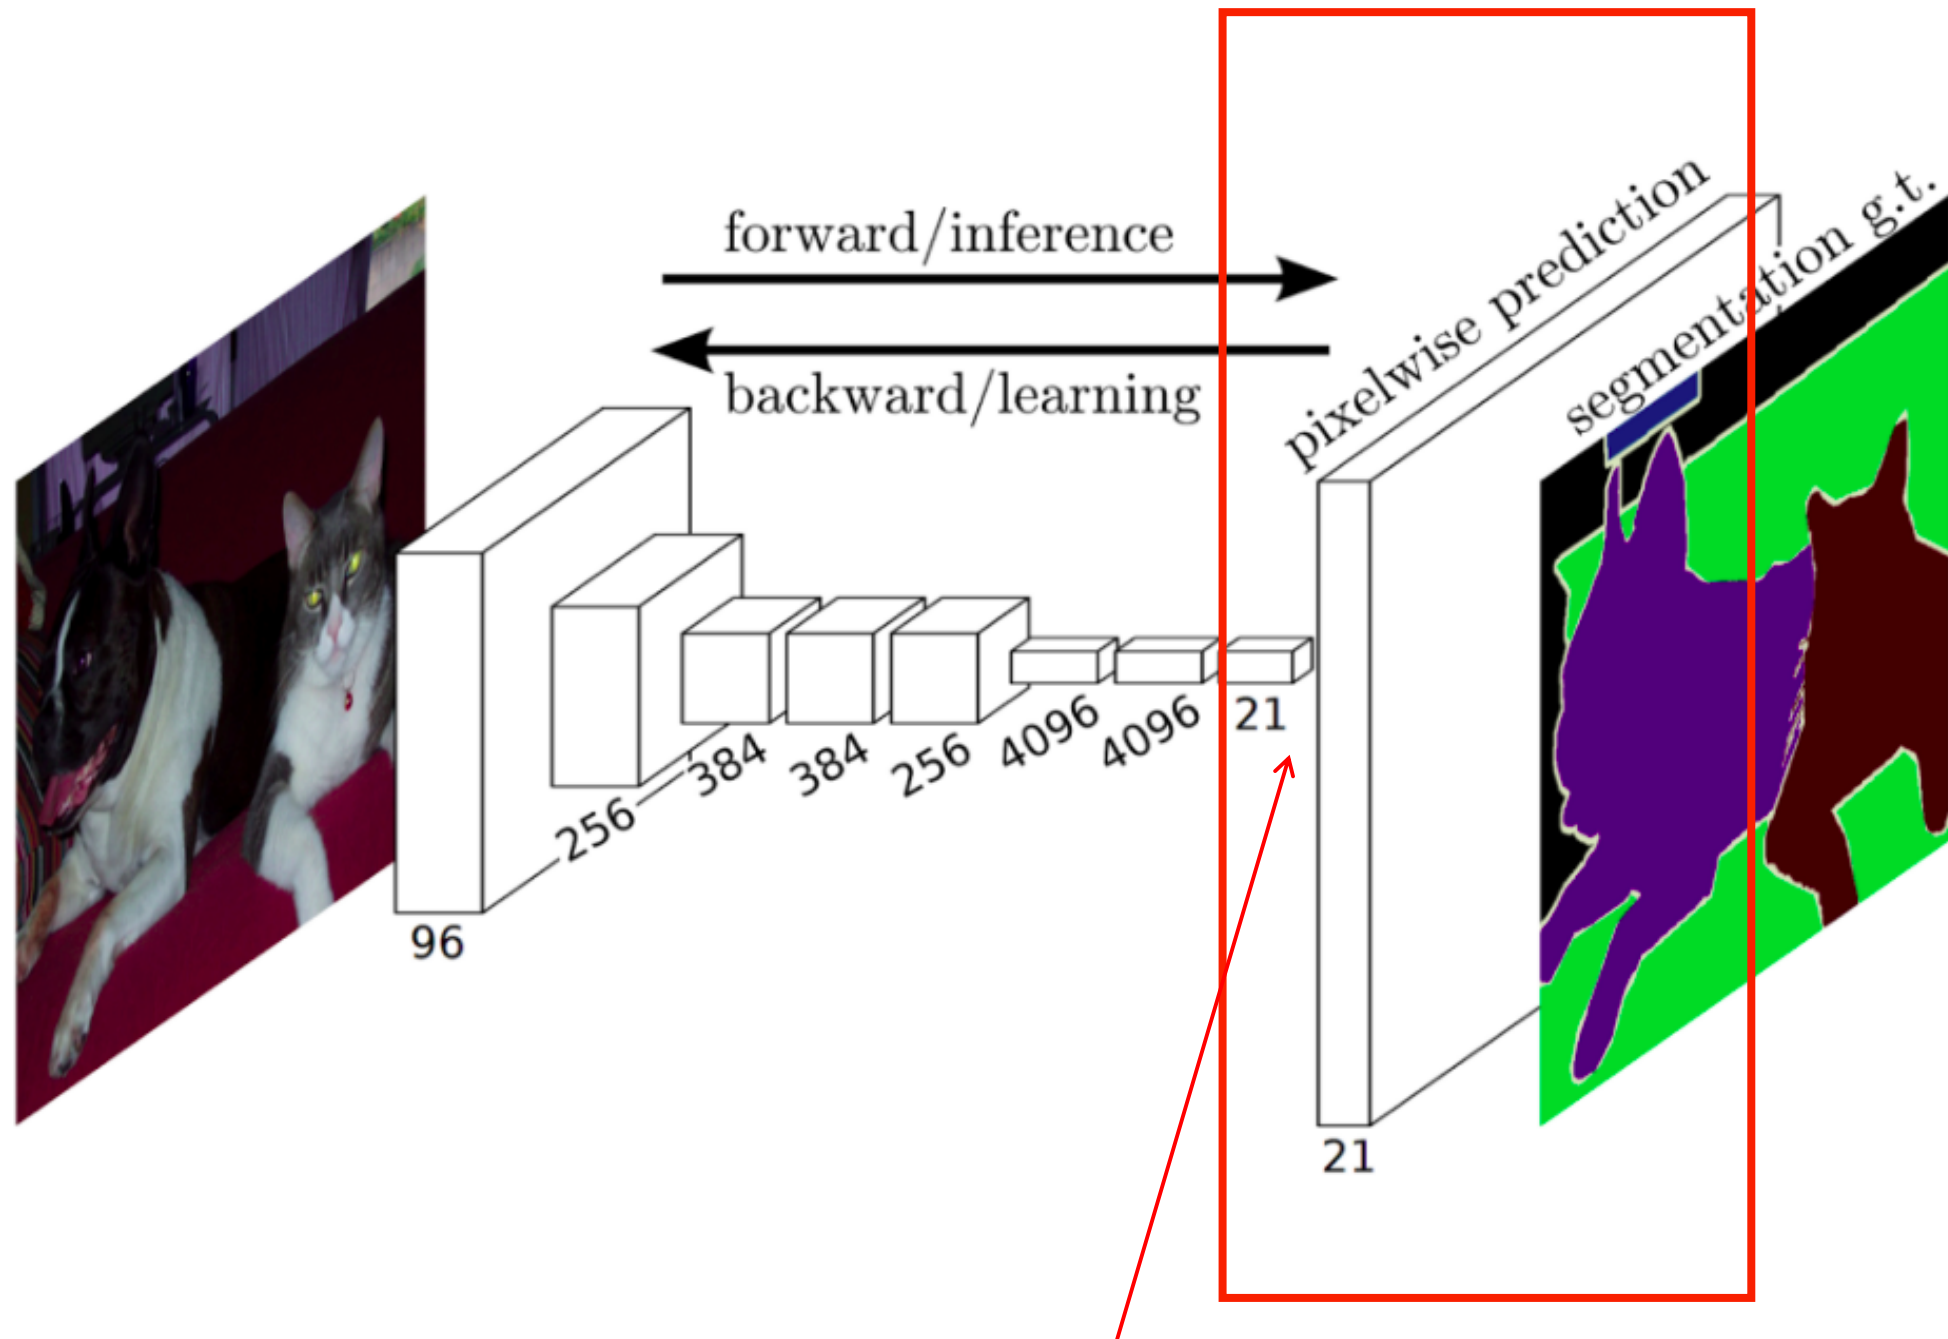 forward/inference
backward/learning
pixelwise prediction
segmentation g.t.
96
256
384
384
256
4096
4096
21
21